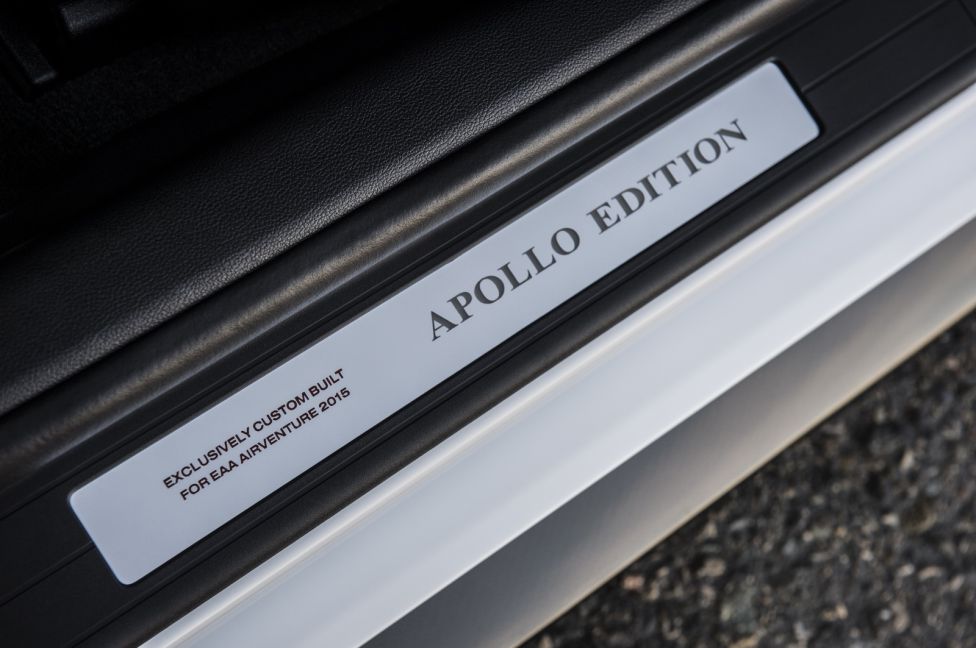 EXCLUSIVELY CUSTOM BUILT
FOR EAA AIRVENTURE 2015
APOLLO EDITION